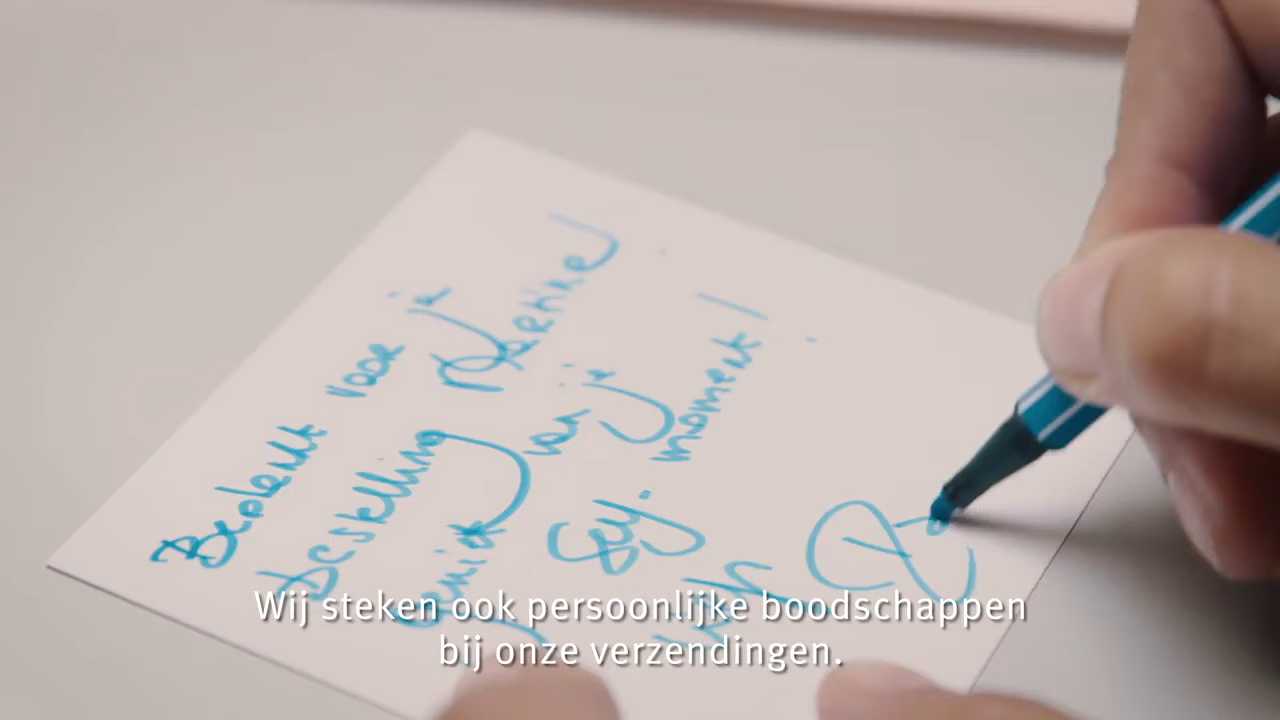 Bedankt voor je
bestelling Martine!
Geniet van je
moment!
Wij steken ook persoonlijke boodschappen
bij onze verzendingen.